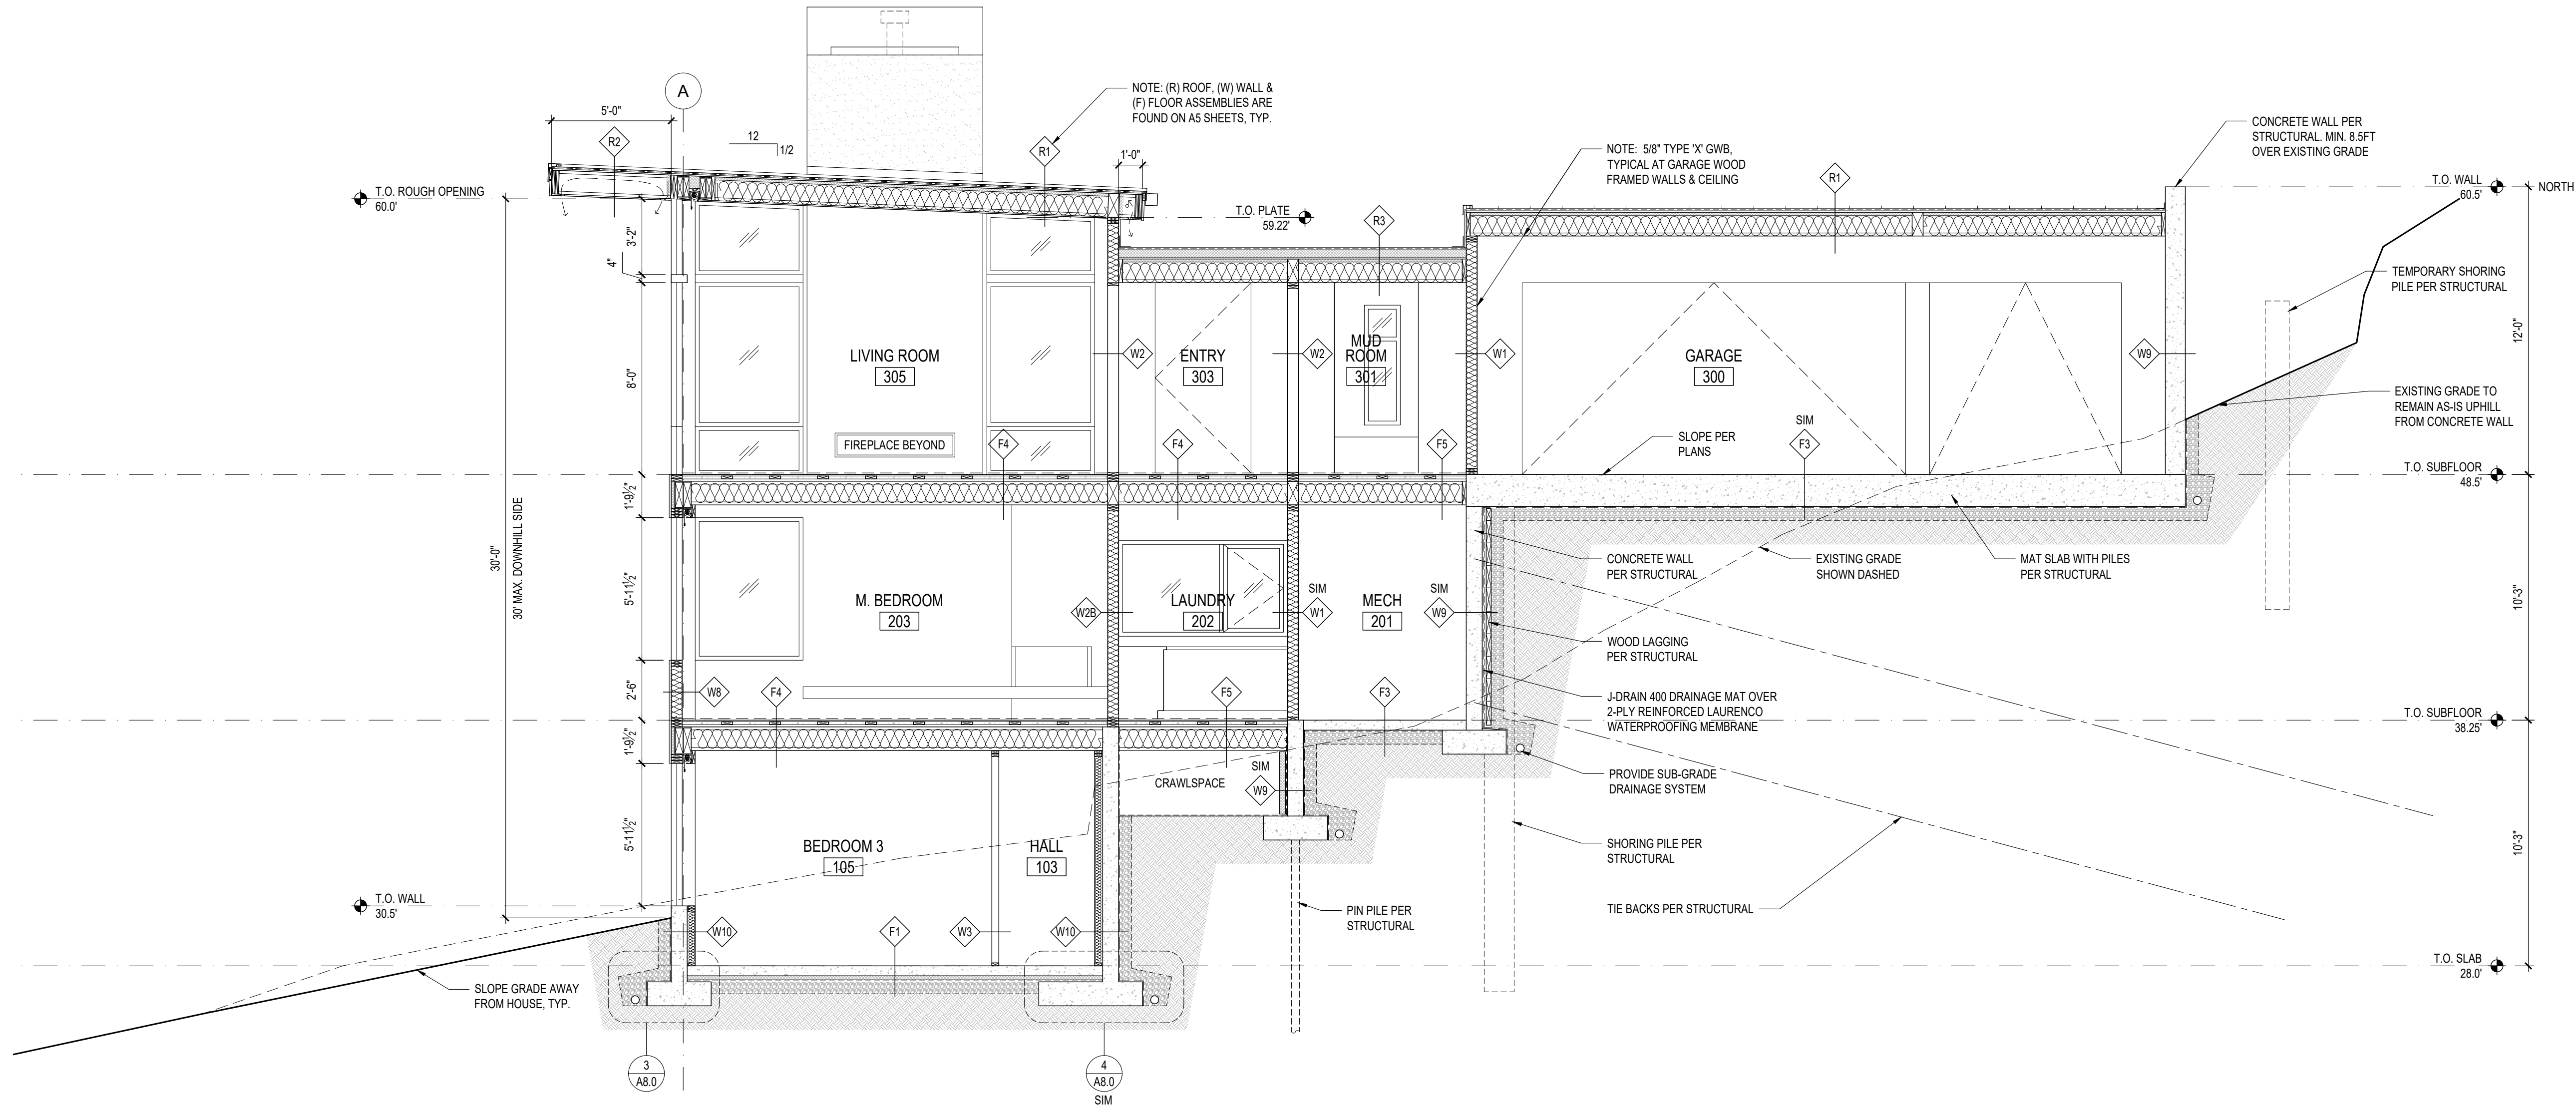 A
5'-0"
R2
12
1/2
NOTE: (R) ROOF, (W) WALL &
(F) FLOOR ASSEMBLIES ARE
FOUND ON A5 SHEETS, TYP.
R1
1'-0"
NOTE: 5/8" TYPE 'X' GWB,
TYPICAL AT GARAGE WOOD
FRAMED WALLS & CEILING
R1
CONCRETE WALL PER
STRUCTURAL. MIN. 8.5FT
OVER EXISTING GRADE
T.O. ROUGH OPENING
60.0'
T.O. PLATE
59.22'
R3
T.O. WALL
60.5'
NORTH
3'-2"
4"
8'-0"
TEMPORARY SHORING
PILE PER STRUCTURAL
12'-0"
LIVING ROOM
305
W2
ENTRY
303
W2
MUD
ROOM
301
W1
GARAGE
300
W9
EXISTING GRADE TO
REMAIN AS-IS UPHILL
FROM CONCRETE WALL
FIREPLACE BEYOND
F4
F4
F5
SLOPE PER
PLANS
SIM
F3
T.O. SUBFLOOR
48.5'
1'-9½"
30'-0"
30' MAX. DOWNHILL SIDE
5'-11½"
CONCRETE WALL
PER STRUCTURAL
EXISTING GRADE
SHOWN DASHED
MAT SLAB WITH PILES
PER STRUCTURAL
10'-3"
M. BEDROOM
203
W2B
LAUNDRY
202
SIM
W1
MECH
201
SIM
W9
WOOD LAGGING
PER STRUCTURAL
2'-6"
W8
F4
F5
F3
J-DRAIN 400 DRAINAGE MAT OVER
2-PLY REINFORCED LAURENCO
WATERPROOFING MEMBRANE
T.O. SUBFLOOR
38.25'
1'-9½"
CRAWLSPACE
SIM
W9
PROVIDE SUB-GRADE
DRAINAGE SYSTEM
5'-11½"
BEDROOM 3
105
HALL
103
SHORING PILE PER
STRUCTURAL
10'-3"
T.O. WALL
30.5'
W10
F1
W3
W10
PIN PILE PER
STRUCTURAL
TIE BACKS PER STRUCTURAL
SLOPE GRADE AWAY
FROM HOUSE, TYP.
T.O. SLAB
28.0'
3
A8.0
4
A8.0
SIM